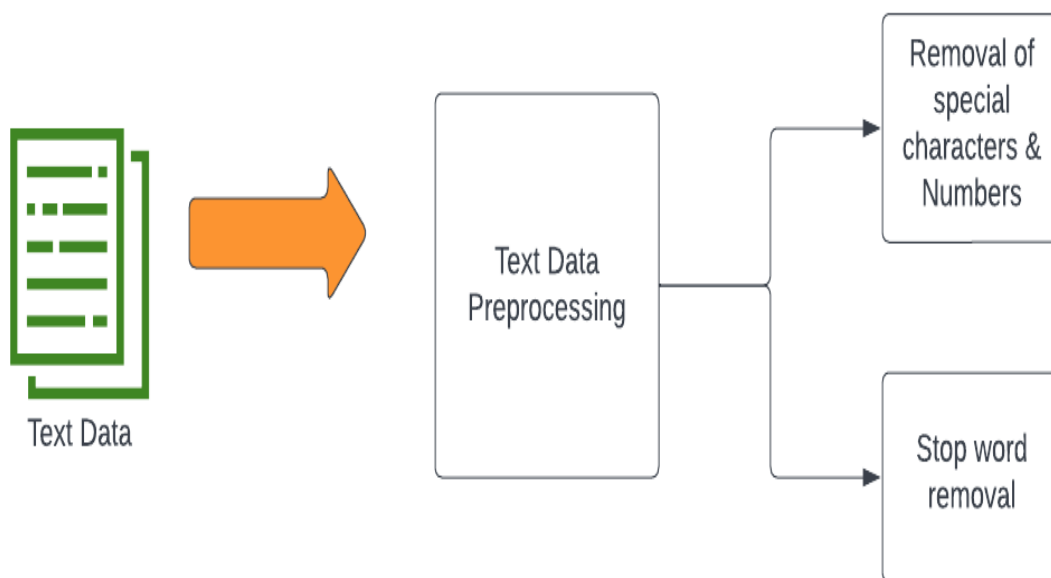 Text Data
Text Data
Preprocessing
Removal of
special
characters &
Numbers
Stop word
removal